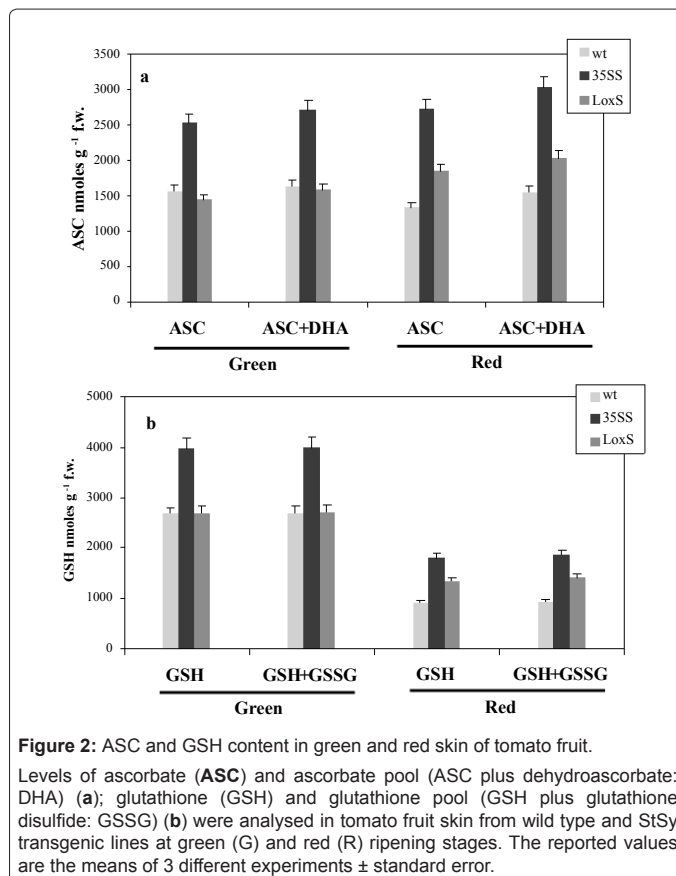 3500
3000
2500
2000
1500
1000
500
0
ASC nmoles g -1 f.w.
a
wt
35SS
LoxS
ASC ASC+DHA ASC ASC+DHA
Green Red
5000
4000
3000
2000
1000
0
GSH nmoles g -1 f.w.
b
wt
35SS
LoxS
GSH GSH+GSSG GSH GSH+GSSG
Green Red
Figure 2: ASC and GSH content in green and red skin of tomato fruit.
Levels of ascorbate (ASC) and ascorbate pool (ASC plus dehydroascorbate:
DHA) (a); glutathione (GSH) and glutathione pool (GSH plus glutathione
disulfide: GSSG) (b) were analysed in tomato fruit skin from wild type and StSy
transgenic lines at green (G) and red (R) ripening stages. The reported values
are the means of 3 different experiments ± standard error.